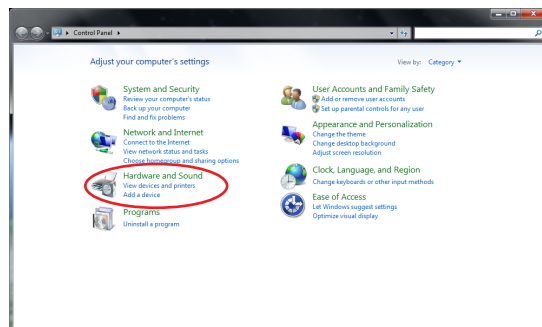 Control Panel
Adjust your computer's settings
View by: Category
System and Security
Review your computer's status
Back up your computer
Find and fix problems
Network and Internet
Connect to the Internet
View network status and tasks
Choose homegroup and sharing options
Hardware and Sound
View devices and printers
Add a device
Programs
Uninstall a program
User Accounts and Family Safety
Add or remove user accounts
Set up parental controls for any user
Appearance and Personalization
Change the theme
Change desktop background
Adjust screen resolution
Clock, Language, and Region
Change keyboards or other input methods
Ease of Access
Let Windows suggest settings
Optimize visual display